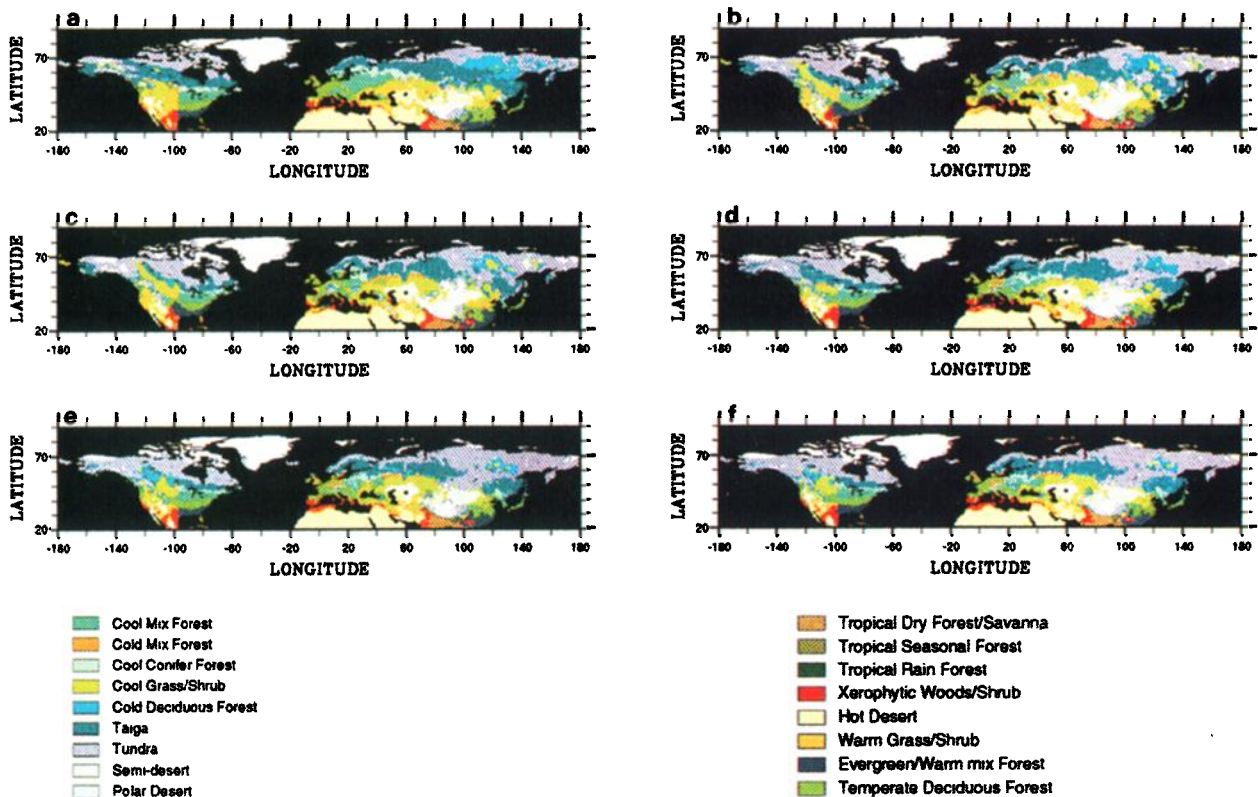 a
b
LATITUDE
70
20
-180 -140 -100 -60 -20 20 60 100 140 180
LONGITUDE
LATITUDE
70
20
-180 -140 -100 -60 -20 20 60 100 140 180
LONGITUDE
c
d
LATITUDE
70
20
-180 -140 -100 -60 -20 20 60 100 140 180
LONGITUDE
LATITUDE
70
20
-180 -140 -100 -60 -20 20 60 100 140 180
LONGITUDE
e
f
LATITUDE
70
20
-180 -140 -100 -60 -20 20 60 100 140 180
LONGITUDE
LATITUDE
70
20
-180 -140 -100 -60 -20 20 60 100 140 180
LONGITUDE
Cool Mix Forest
Cold Mix Forest
Cool Conifer Forest
Cool Grass/Shrub
Cold Deciduous Forest
Taiga
Tundra
Semi-desert
Polar Desert
Tropical Dry Forest/Savanna
Tropical Seasonal Forest
Tropical Rain Forest
Xerophytic Woods/Shrub
Hot Desert
Warm Grass/Shrub
Evergreen/Warm mix Forest
Temperate Deciduous Forest